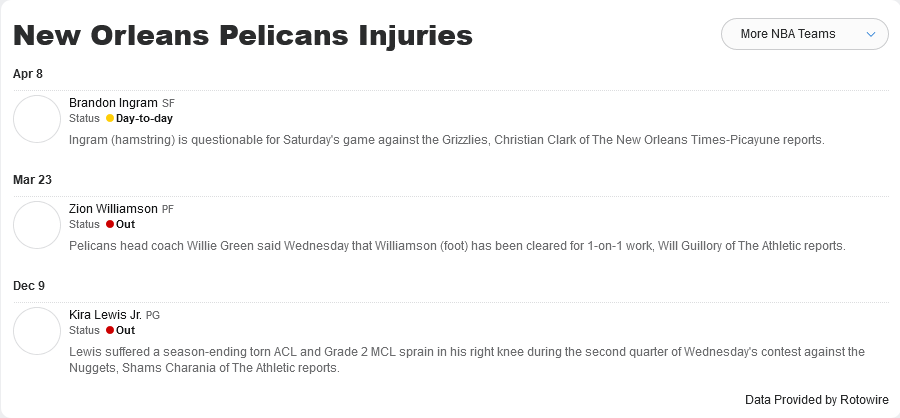 New Orleans Pelicans Injuries
More NBA Teams
Apr 8
Brandon Ingram SF
Status Day-to-day
Ingram (hamstring) is questionable for Saturday's game against the Grizzlies, Christian Clark of The New Orleans Times-Picayune reports.
Mar 23
Zion Williamson PF
Status Out
Pelicans head coach Willie Green said Wednesday that Williamson (foot) has been cleared for 1-on-1 work, Will Guillory of The Athletic reports.
Dec 9
Kira Lewis Jr. PG
Status Out
Lewis suffered a season-ending torn ACL and Grade 2 MCL sprain in his right knee during the second quarter of Wednesday's contest against the
Nuggets, Shams Charania of The Athletic reports.
Data Provided by Rotowire